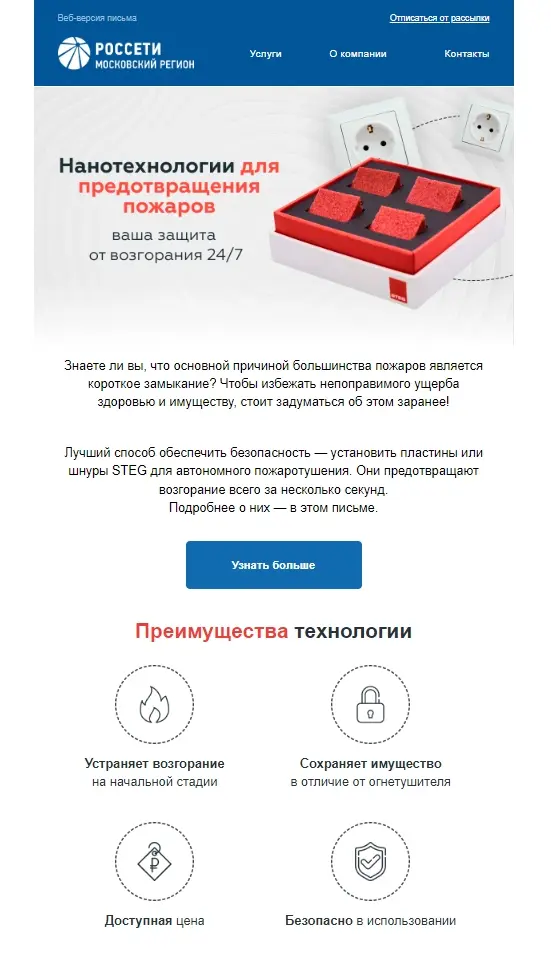 Веб-версия письма
Отписаться от рассылки
РОССЕТИ
МОСКОВСКИЙ РЕГИОН
Услуги
О компании
Контакты
Нанотехнологии для
предотвращения
пожаров
ваша защита
от возгорания 24/7
STEG
Знаете ли вы, что основной причиной большинства пожаров является
короткое замыкание? Чтобы избежать непоправимого ущерба
здоровью и имуществу, стоит задуматься об этом заранее!
Лучший способ обеспечить безопасность — установить пластины или
шнуры STEG для автономного пожаротушения. Они предотвращают
возгорание всего за несколько секунд.
Подробнее о них — в этом письме.
Узнать больше
Преимущества технологии
Устраняет возгорание
на начальной стадии
Сохраняет имущество
в отличие от огнетушителя
Доступная цена
Безопасно в использовании